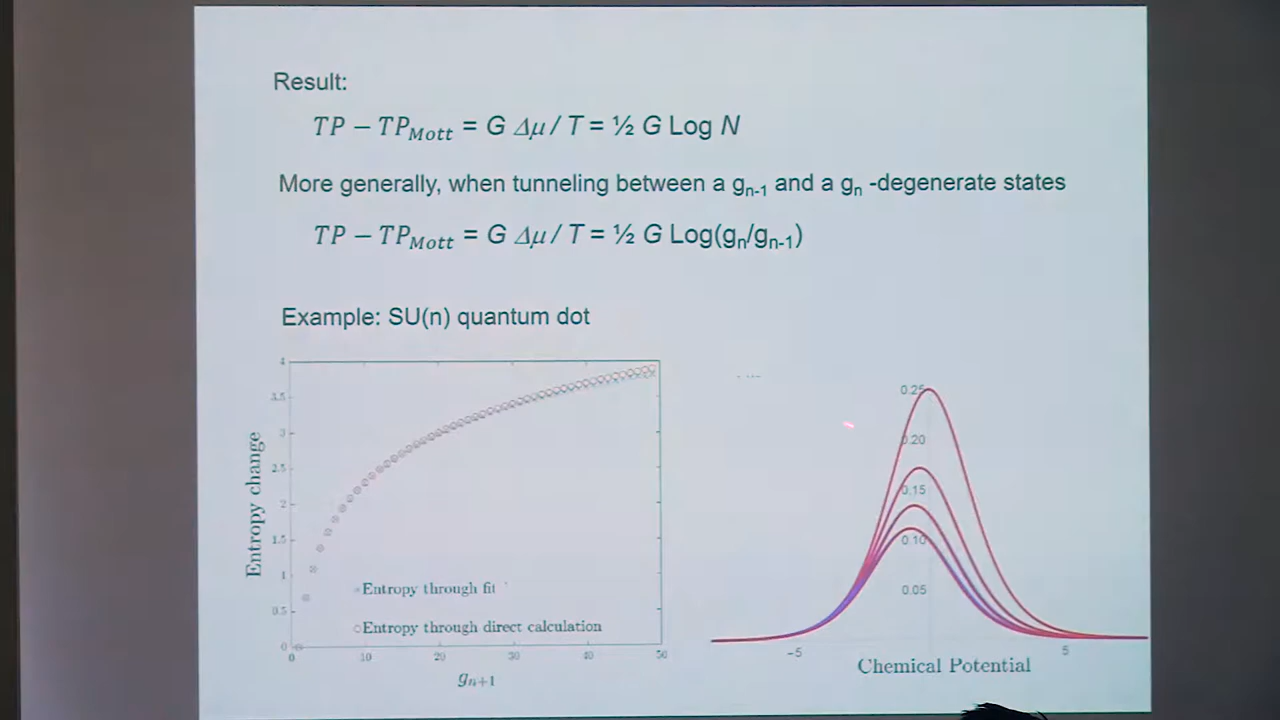 Result:
TP − TP_Mott = G Δμ / T = ½ G Log N
More generally, when tunneling between a g_n-1 and a g_n -degenerate states
TP − TP_Mott = G Δμ / T = ½ G Log(g_n/g_n-1)
Example: SU(n) quantum dot
Entropy change
4
3.5
3
2.5
2
1.5
1
0.5
0
Entropy through fit
Entropy through direct calculation
0 10 20 30 40 50
g_n+1
0.25
0.20
0.15
0.10
0.05
−5 5
Chemical Potential